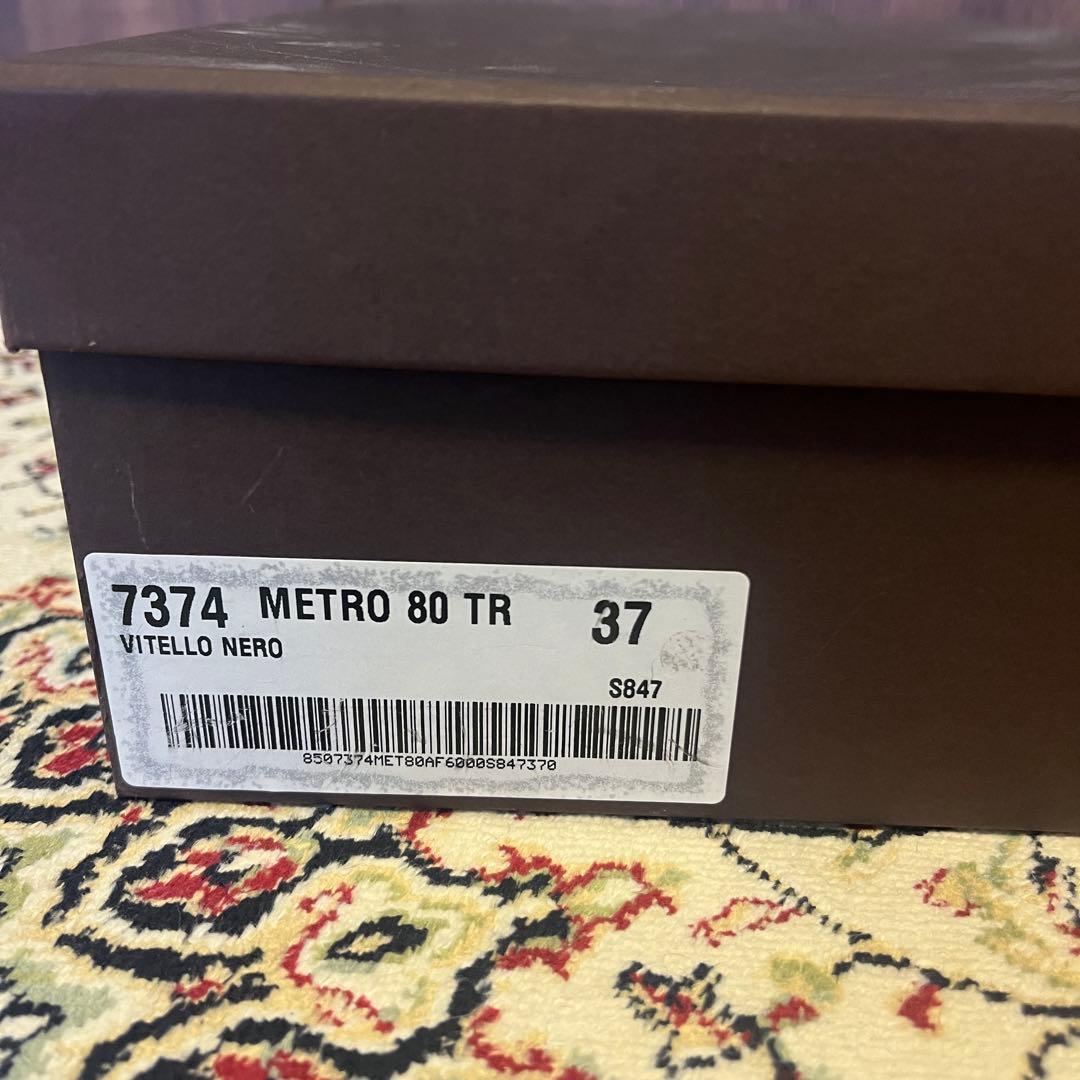 7374 METRO 80 TR 37
VITELLO NERO
S847
8507374MET80AF6000S847370